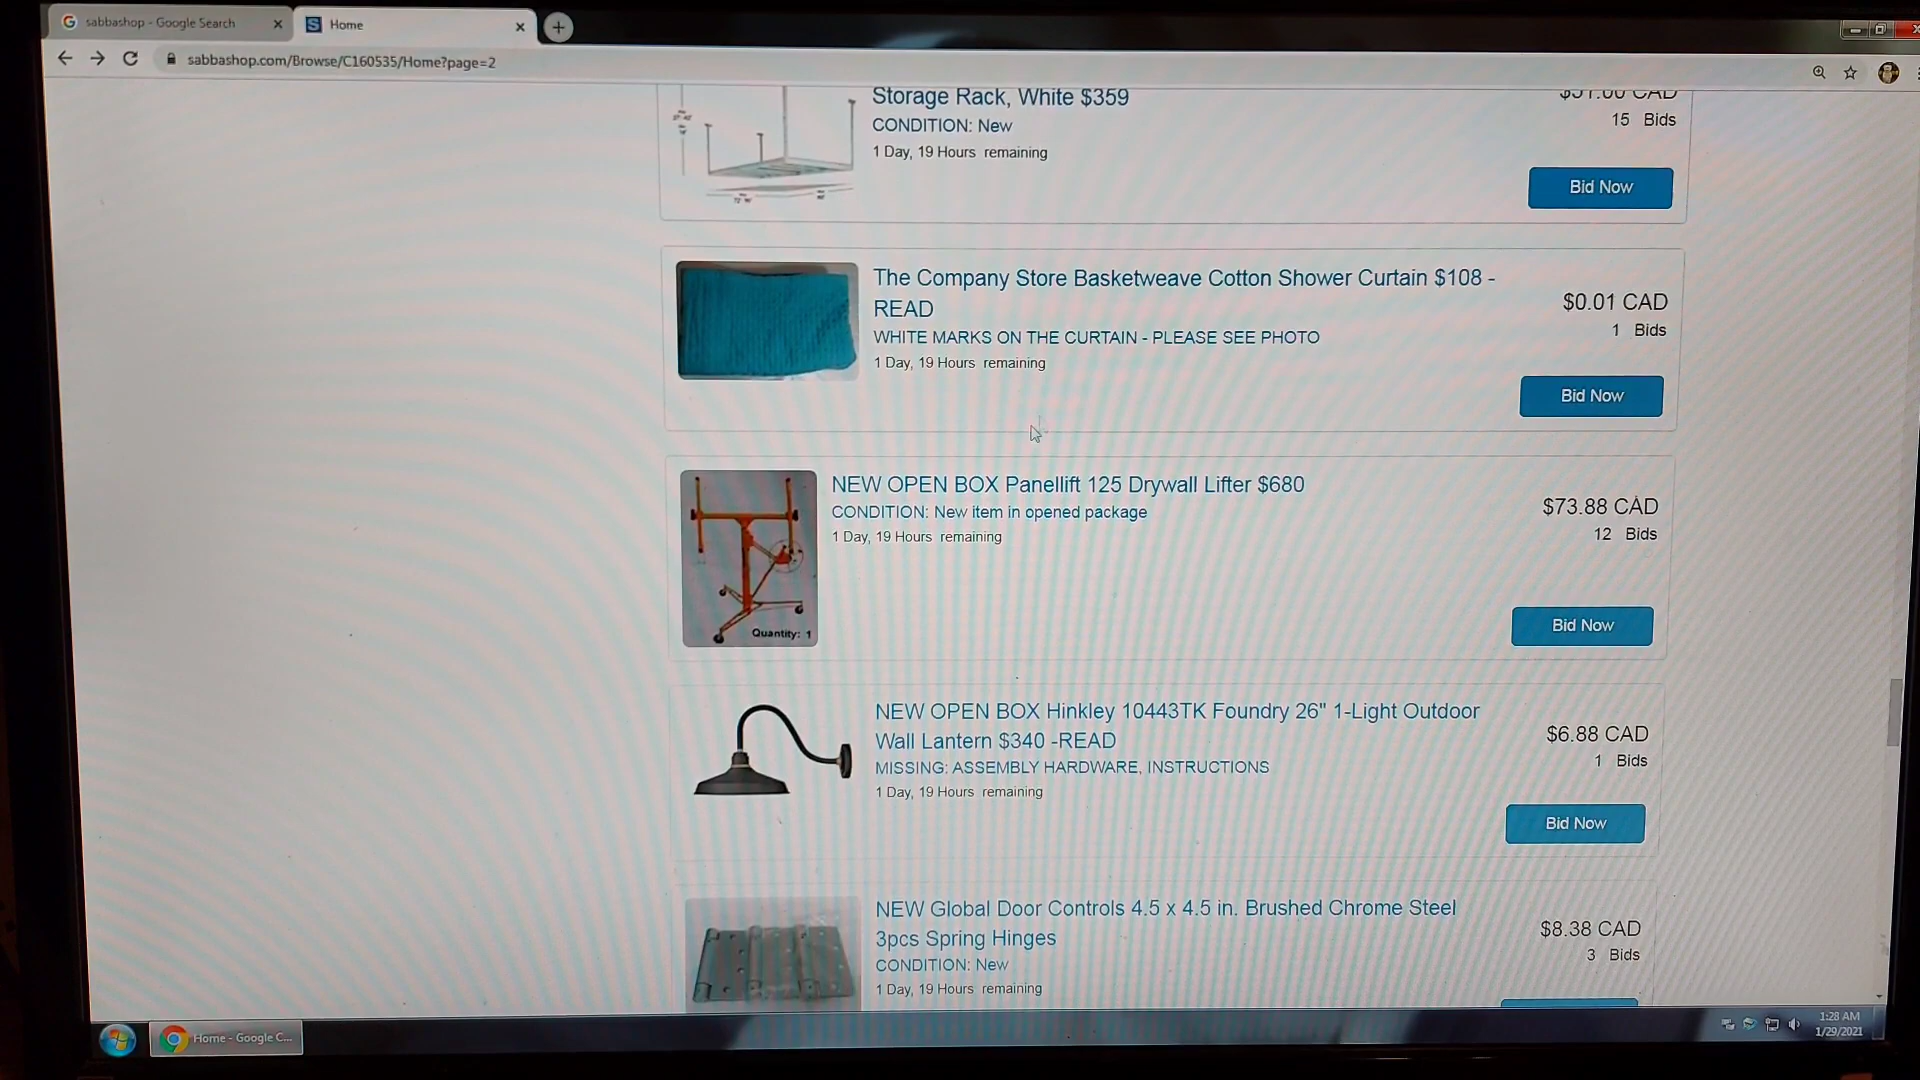 sabbashop - Google Search
Home
sabbashop.com/Browse/C160535/Home?page=2
Storage Rack, White $359
CONDITION: New
15 Bids
1 Day, 19 Hours remaining
Bid Now
The Company Store Basketweave Cotton Shower Curtain $108 -
READ
$0.01 CAD
WHITE MARKS ON THE CURTAIN - PLEASE SEE PHOTO
1 Bids
1 Day, 19 Hours remaining
Bid Now
NEW OPEN BOX Panellift 125 Drywall Lifter $680
$73.88 CAD
CONDITION: New item in opened package
12 Bids
1 Day, 19 Hours remaining
Quantity: 1
Bid Now
NEW OPEN BOX Hinkley 10443TK Foundry 26" 1-Light Outdoor
Wall Lantern $340 -READ
$6.88 CAD
MISSING: ASSEMBLY HARDWARE, INSTRUCTIONS
1 Bids
1 Day, 19 Hours remaining
Bid Now
NEW Global Door Controls 4.5 x 4.5 in. Brushed Chrome Steel
3pcs Spring Hinges
$8.38 CAD
CONDITION: New
3 Bids
1 Day, 19 Hours remaining
Home - Google C...
1:28 AM
1/29/2021